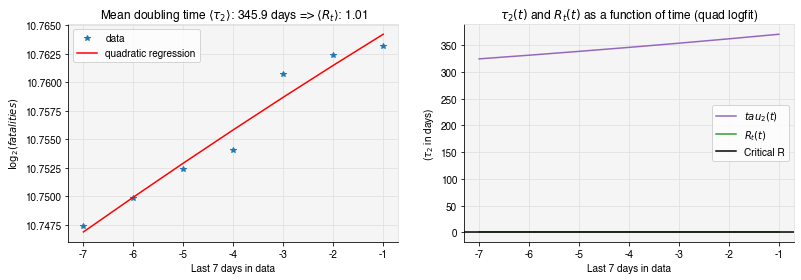 Mean doubling time ⟨τ₂⟩: 345.9 days => ⟨Rₜ⟩: 1.01
10.7650
10.7625
10.7600
10.7575
10.7550
10.7525
10.7500
10.7475
log₂(fatalities)
data
quadratic regression
-7 -6 -5 -4 -3 -2 -1
Last 7 days in data
τ₂(t) and Rₜ(t) as a function of time (quad logfit)
350
300
250
200
150
100
50
0
(τ₂ in days)
tau₂(t)
Rₜ(t)
Critical R
-7 -6 -5 -4 -3 -2 -1
Last 7 days in data